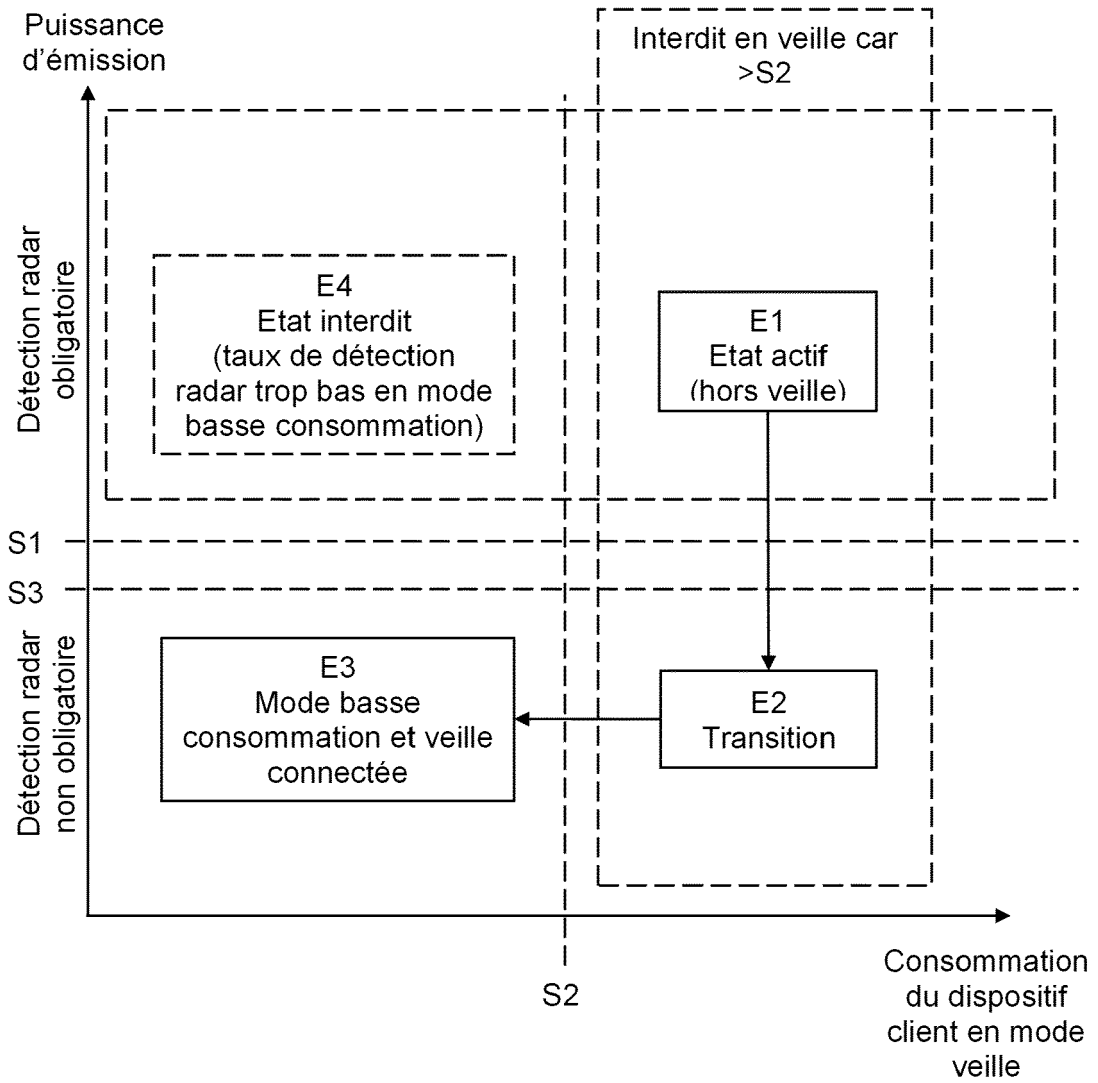 Puissance
d'émission
Interdit en veille car
>S2
Détection radar
obligatoire
E4
Etat interdit
(taux de détection
radar trop bas en mode
basse consommation)
E1
Etat actif
(hors veille)
S1
S3
Détection radar
non obligatoire
E3
Mode basse
consommation et veille
connectée
E2
Transition
S2
Consommation
du dispositif
client en mode
veille